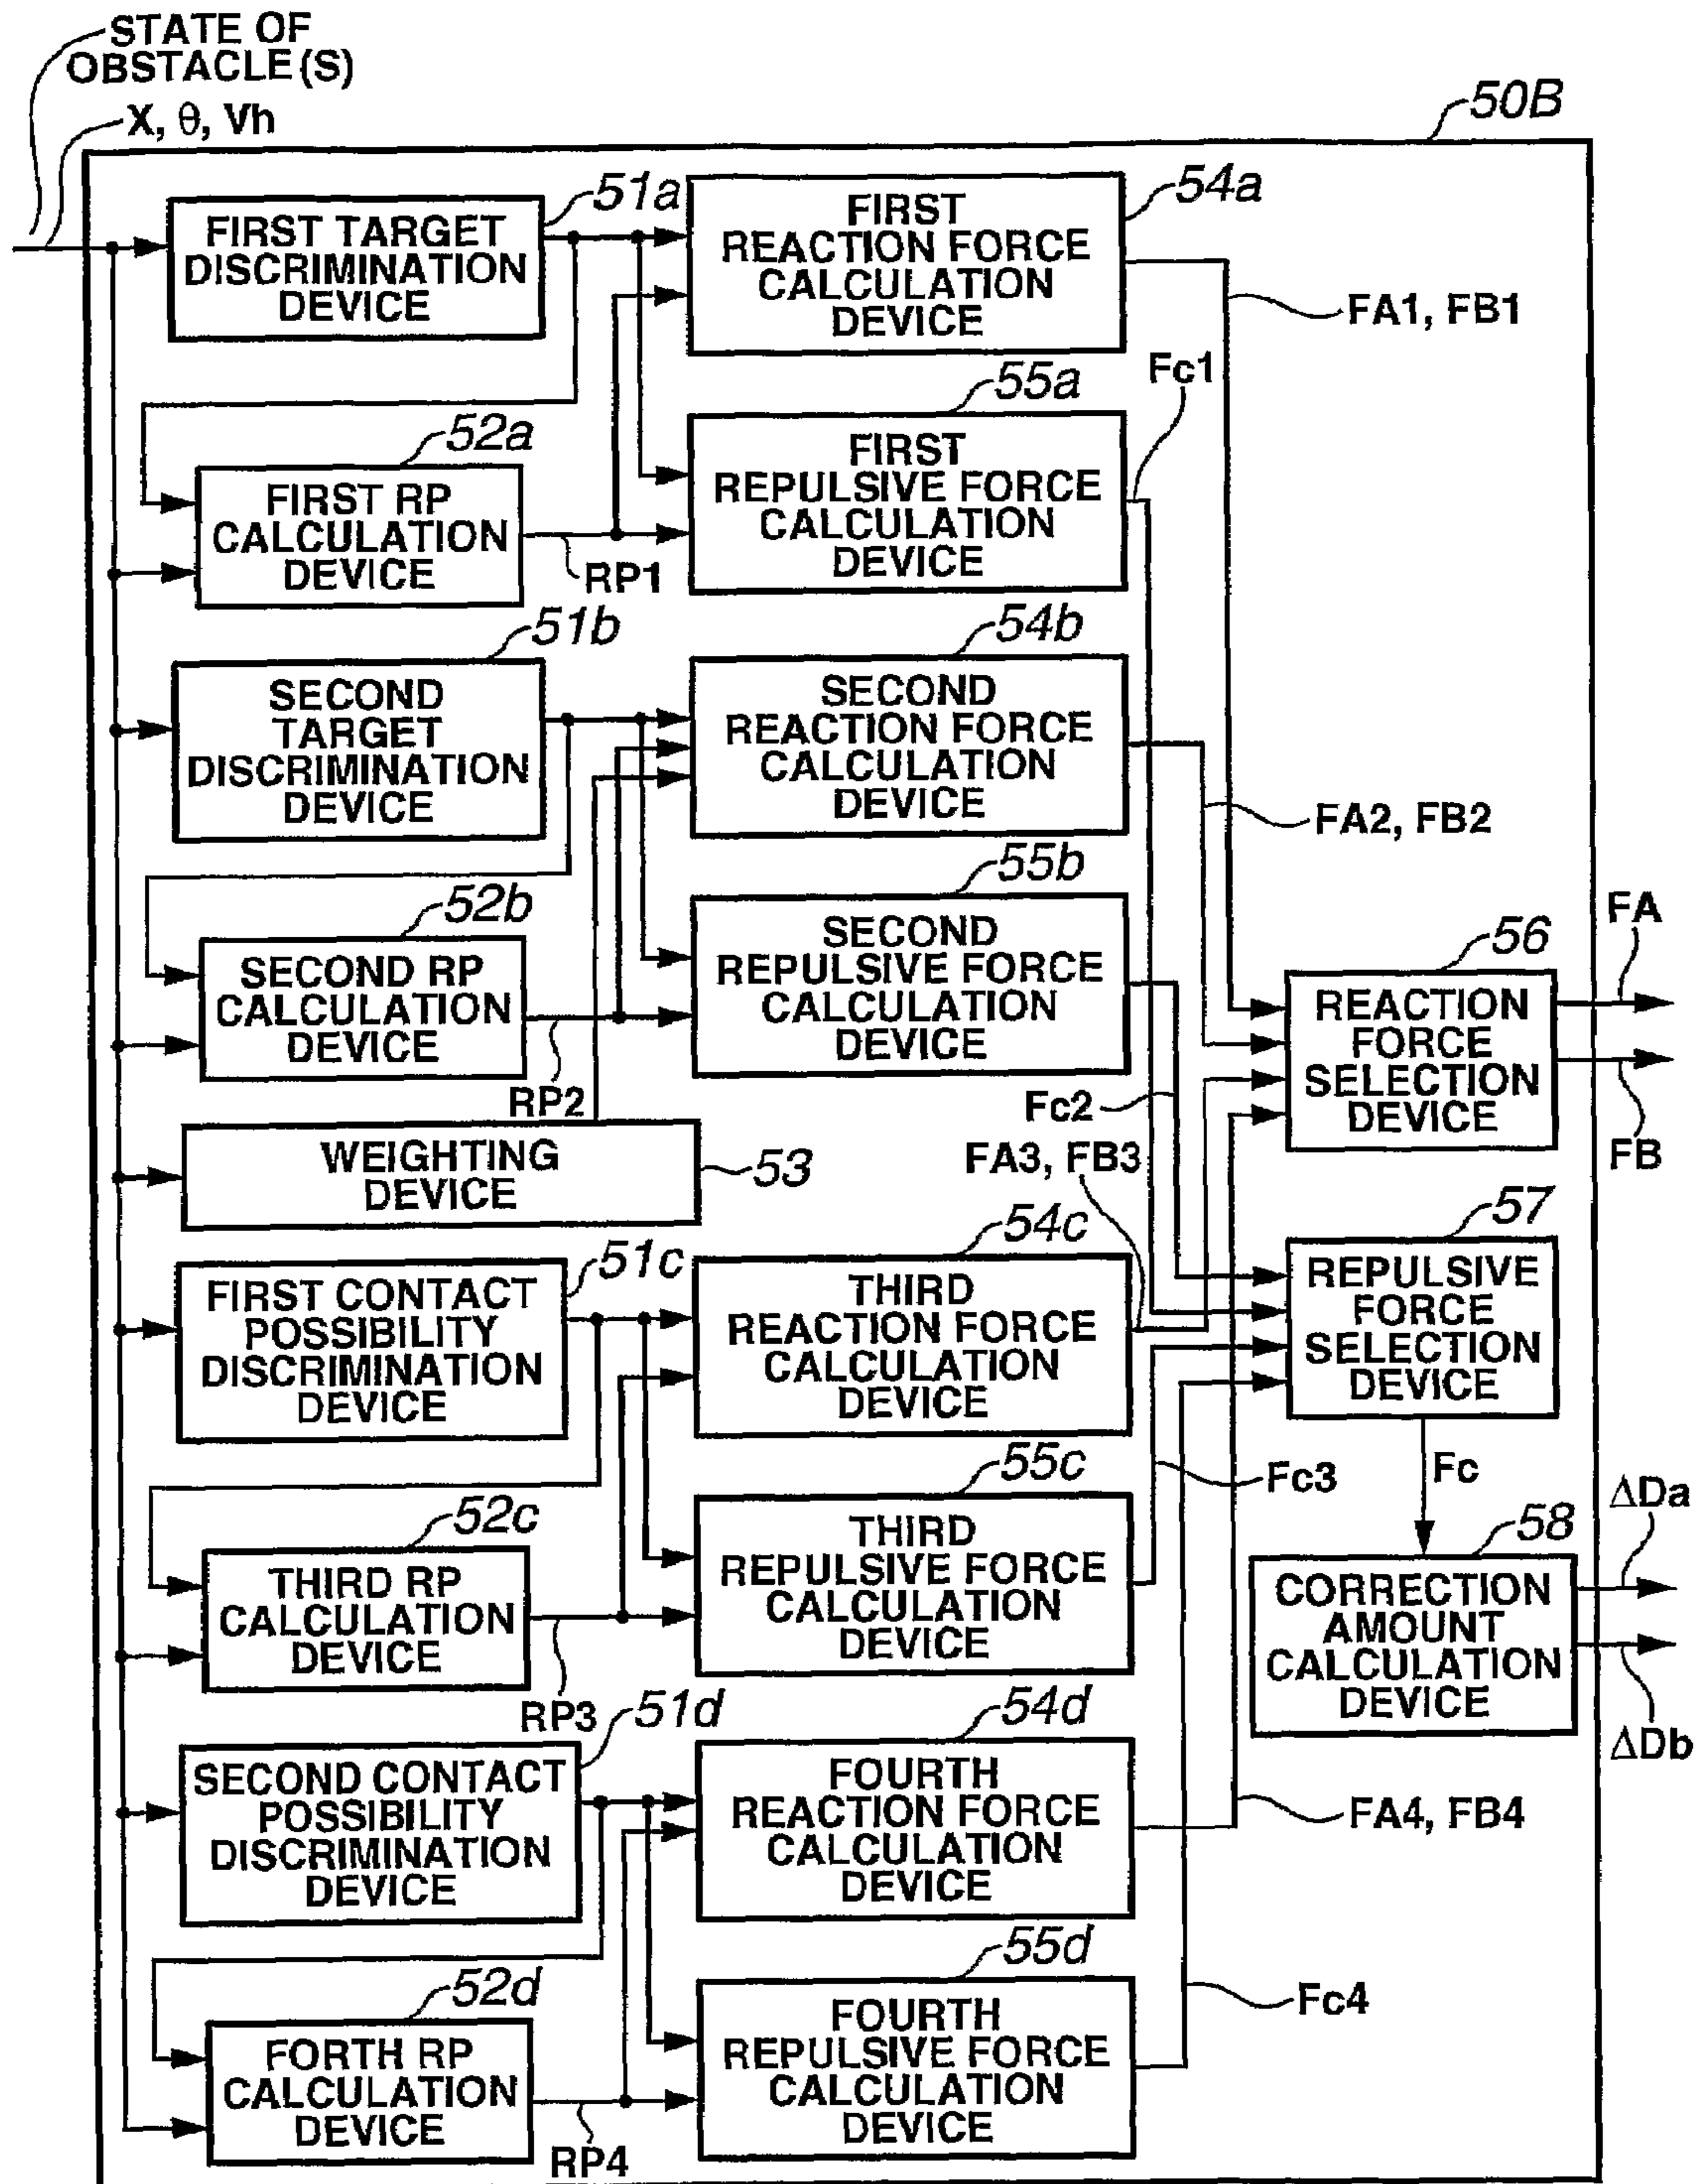 STATE OF
OBSTACLE(S)
X, θ, Vh
50B
51a
FIRST TARGET
DISCRIMINATION
DEVICE
54a
FIRST
REACTION FORCE
CALCULATION
DEVICE
FA1, FB1
Fc1
52a
FIRST RP
CALCULATION
DEVICE
RP1
55a
FIRST
REPULSIVE FORCE
CALCULATION
DEVICE
51b
SECOND
TARGET
DISCRIMINATION
DEVICE
54b
SECOND
REACTION FORCE
CALCULATION
DEVICE
FA2, FB2
52b
SECOND RP
CALCULATION
DEVICE
RP2
55b
SECOND
REPULSIVE FORCE
CALCULATION
DEVICE
Fc2
FA3, FB3
56
REACTION
FORCE
SELECTION
DEVICE
FA
FB
WEIGHTING
DEVICE
53
51c
FIRST CONTACT
POSSIBILITY
DISCRIMINATION
DEVICE
54c
THIRD
REACTION FORCE
CALCULATION
DEVICE
57
REPULSIVE
FORCE
SELECTION
DEVICE
Fc
52c
THIRD RP
CALCULATION
DEVICE
RP3
55c
THIRD
REPULSIVE FORCE
CALCULATION
DEVICE
Fc3
58
CORRECTION
AMOUNT
CALCULATION
DEVICE
ΔDa
ΔDb
51d
SECOND CONTACT
POSSIBILITY
DISCRIMINATION
DEVICE
54d
FOURTH
REACTION FORCE
CALCULATION
DEVICE
FA4, FB4
52d
FORTH RP
CALCULATION
DEVICE
RP4
55d
FOURTH
REPULSIVE FORCE
CALCULATION
DEVICE
Fc4